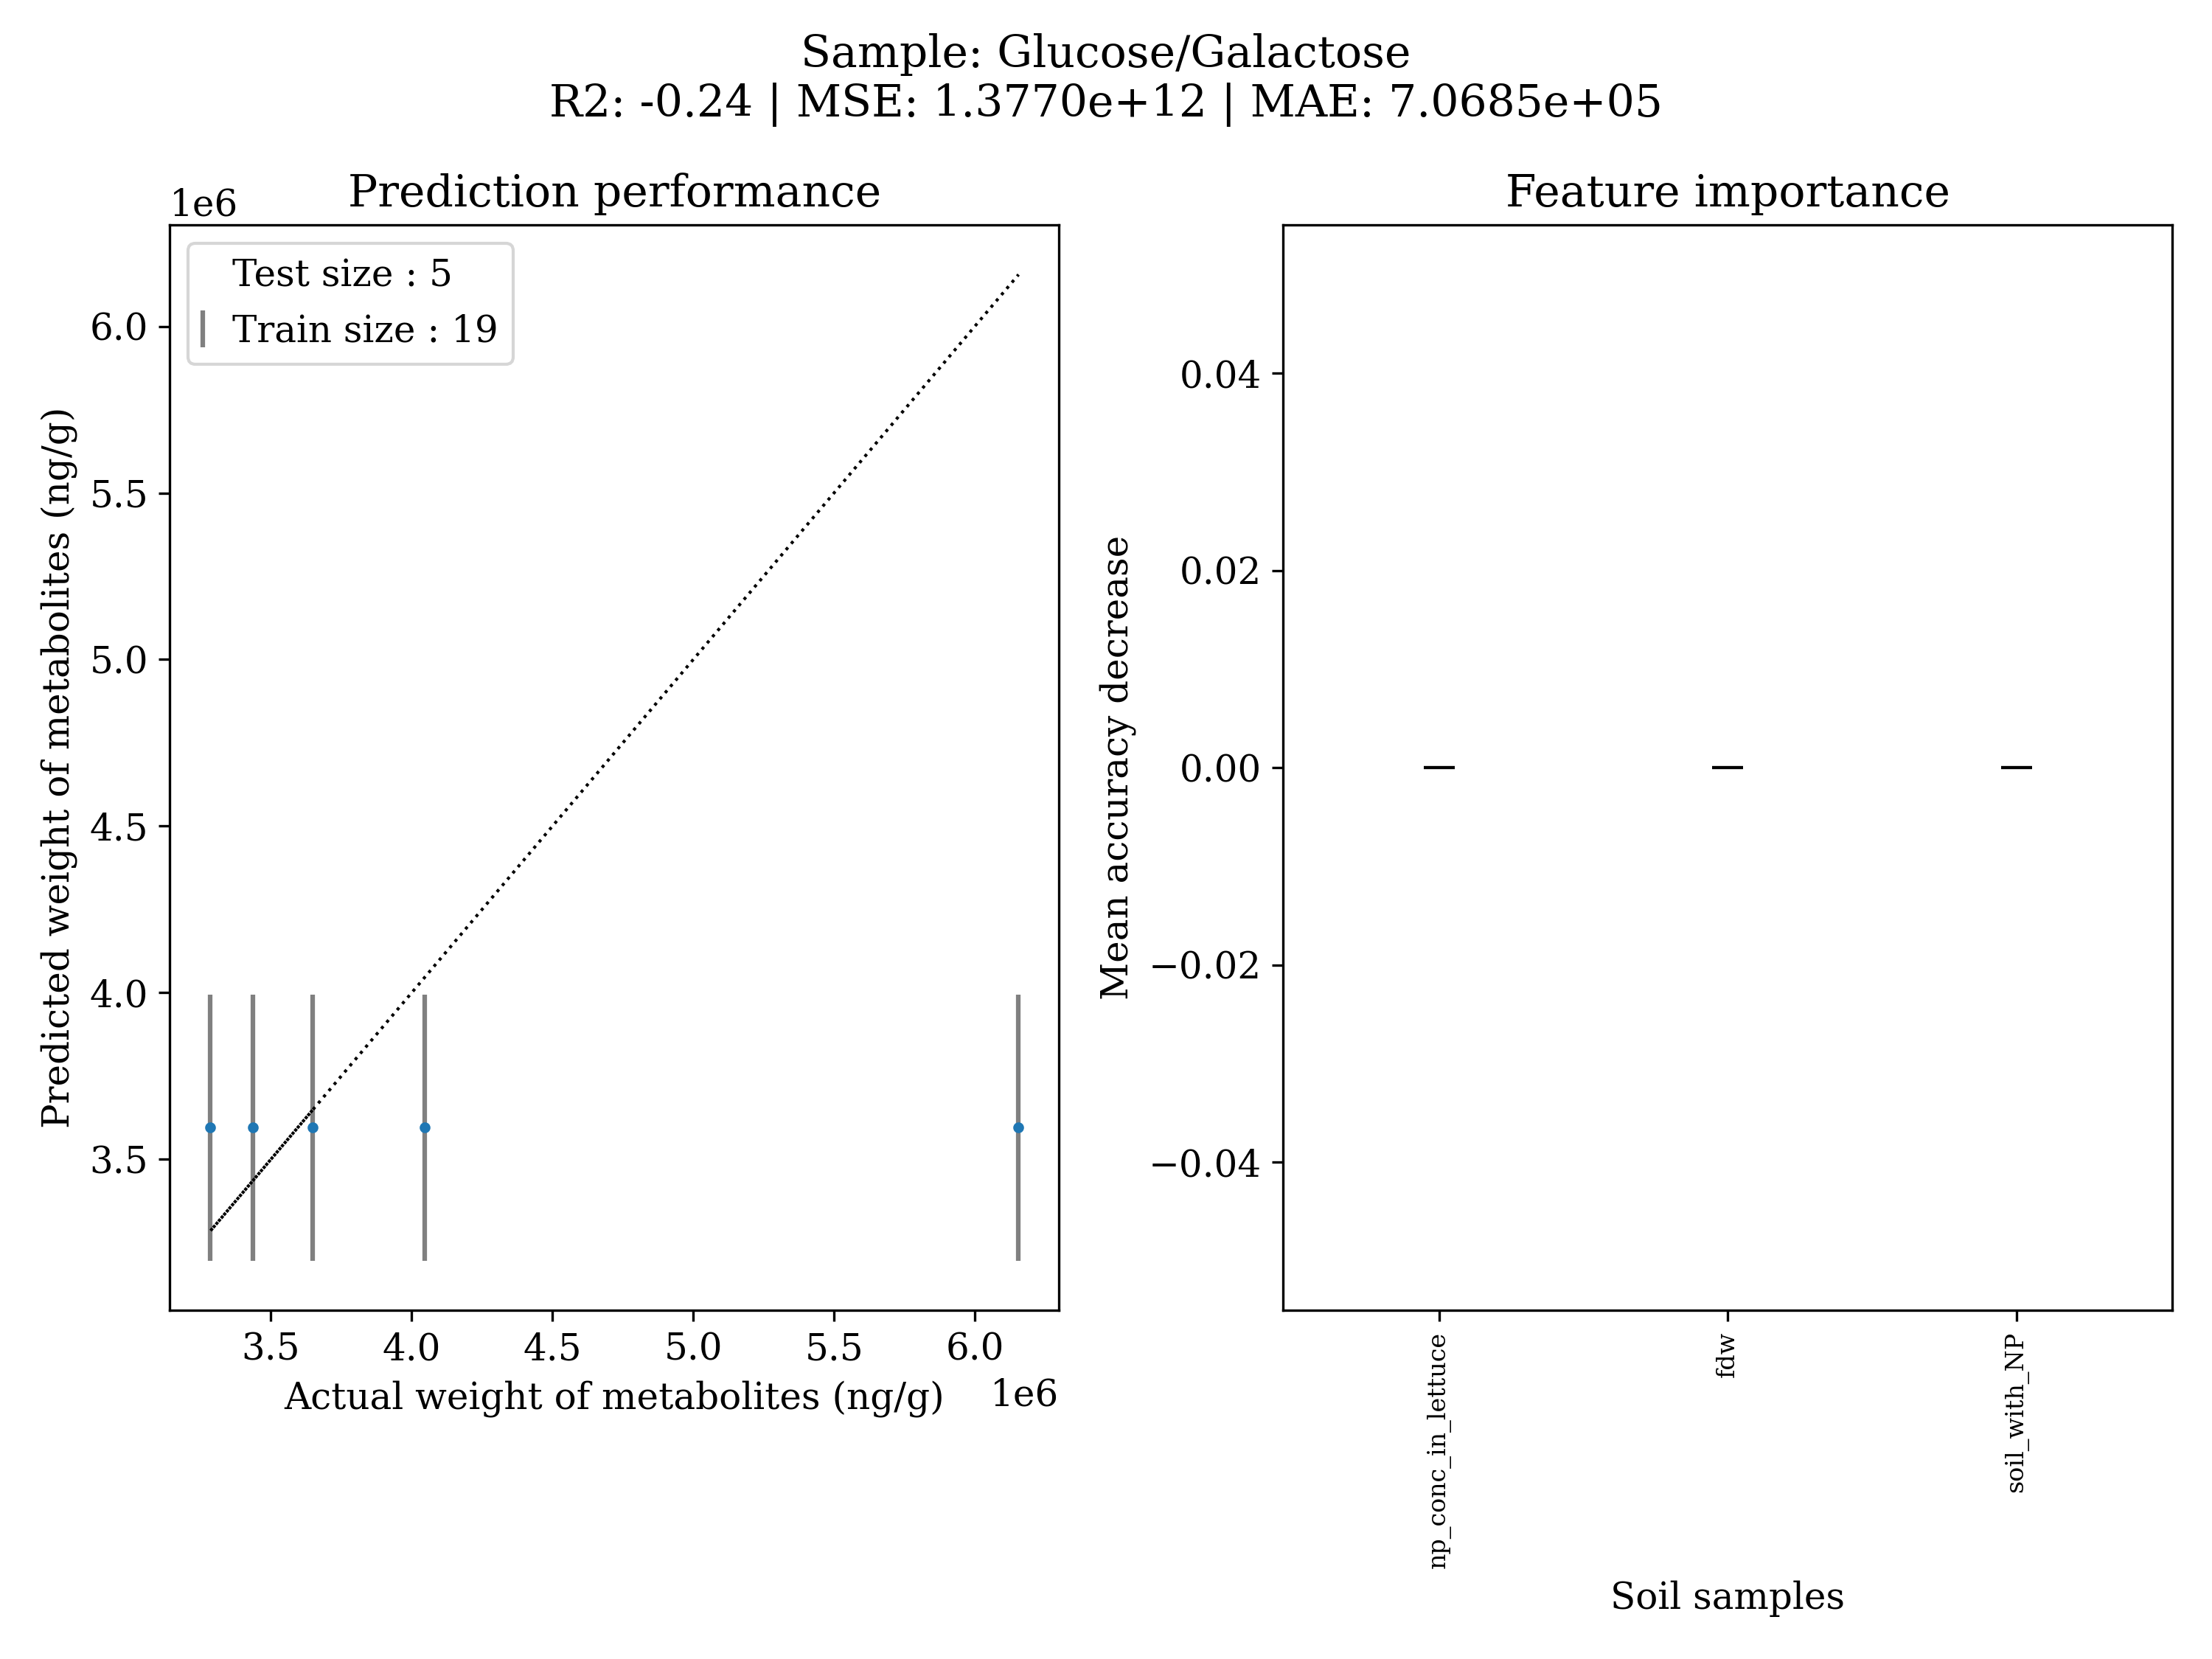 Sample: Glucose/Galactose
R2: -0.24 | MSE: 1.3770e+12 | MAE: 7.0685e+05
Prediction performance
1e6
Test size : 5
Train size : 19
6.0
5.5
5.0
4.5
4.0
3.5
Predicted weight of metabolites (ng/g)
3.5 4.0 4.5 5.0 5.5 6.0
Actual weight of metabolites (ng/g)
1e6
Feature importance
0.04
0.02
0.00
−0.02
−0.04
Mean accuracy decrease
np_conc_in_lettuce
fdw
soil_with_NP
Soil samples